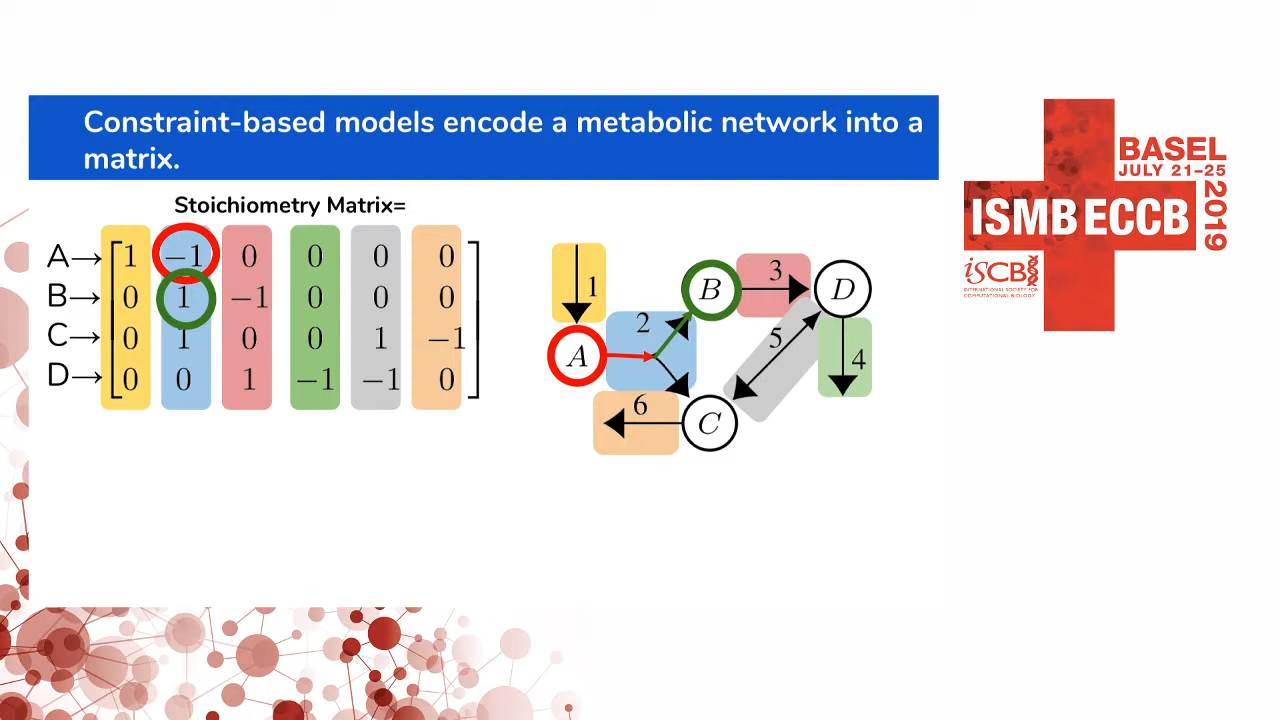 Constraint-based models encode a metabolic network into a
matrix.
Stoichiometry Matrix=
A→ 1 −1 0 0 0 0
B→ 0 1 −1 0 0 0
C→ 0 1 0 0 1 −1
D→ 0 0 1 −1 −1 0
1
2
3
4
5
6
A
B
C
D
BASEL
JULY 21–25
2019
ISMB ECCB
ISCB
INTERNATIONAL SOCIETY FOR
COMPUTATIONAL BIOLOGY